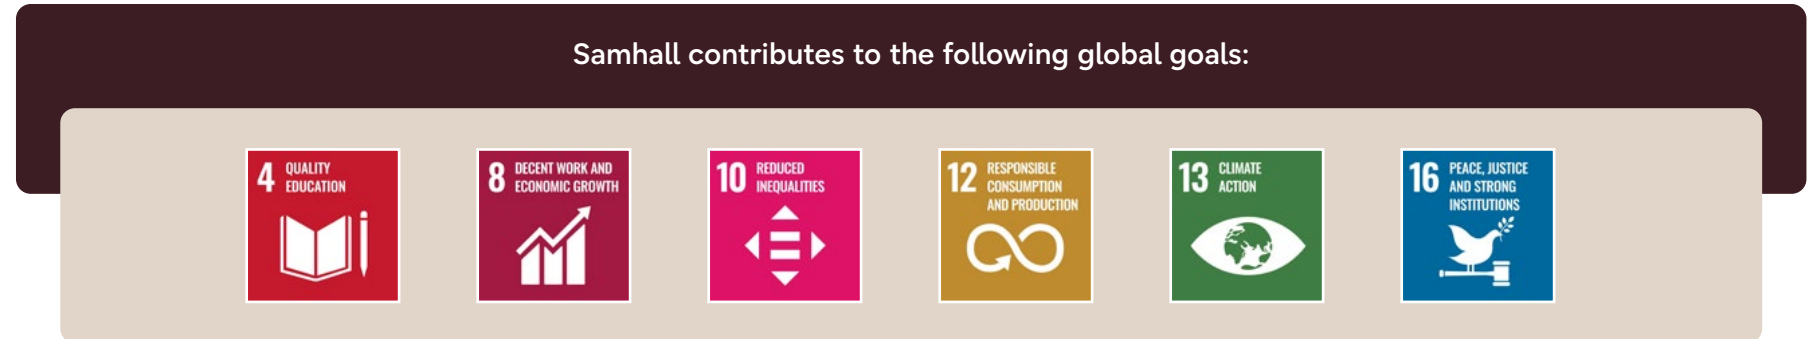 Samhall contributes to the following global goals:
4 QUALITY
EDUCATION
8 DECENT WORK AND
ECONOMIC GROWTH
10 REDUCED
INEQUALITIES
12 RESPONSIBLE
CONSUMPTION
AND PRODUCTION
13 CLIMATE
ACTION
16 PEACE, JUSTICE
AND STRONG
INSTITUTIONS